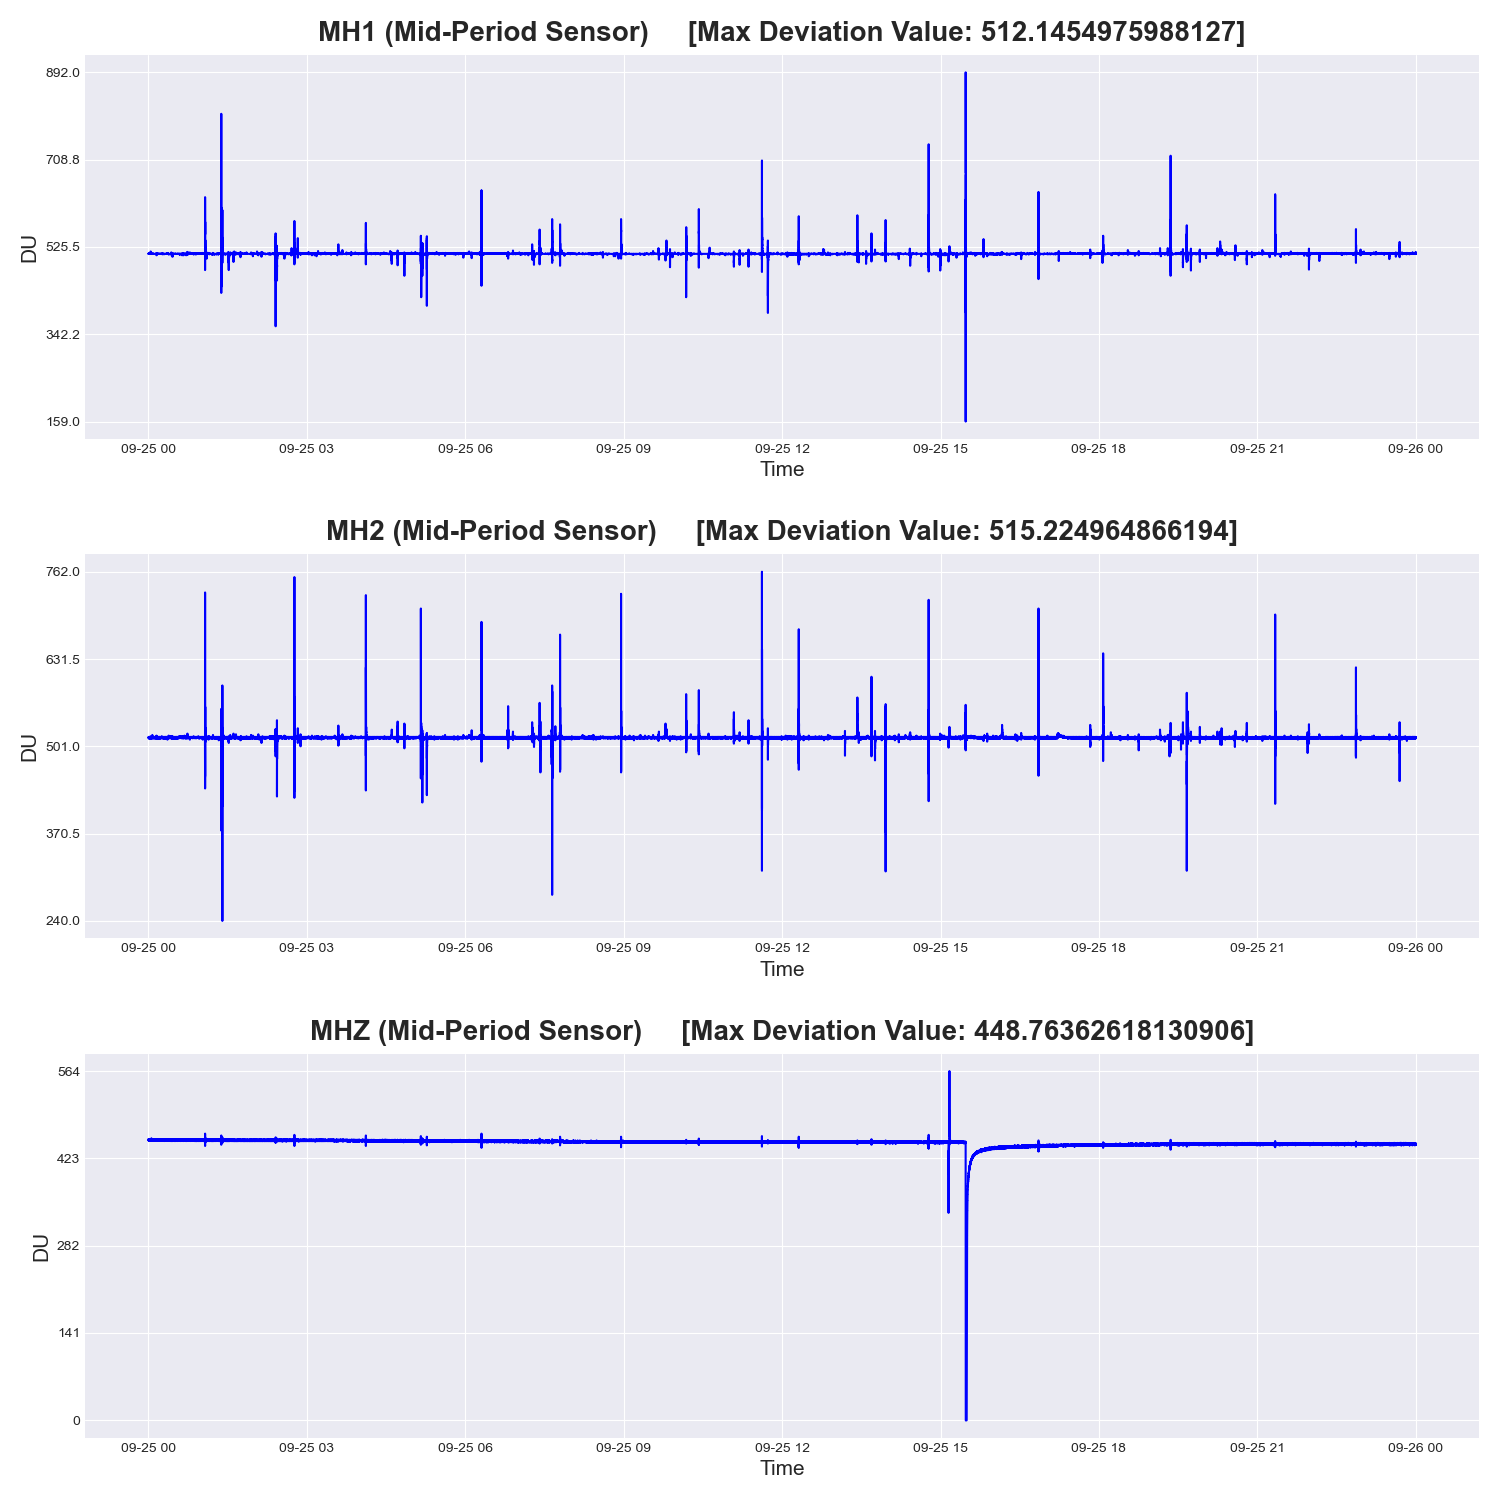 MH1 (Mid-Period Sensor) [Max Deviation Value: 512.1454975988127]
892.0
708.8
525.5
342.2
159.0
DU
09-25 00 09-25 03 09-25 06 09-25 09 09-25 12 09-25 15 09-25 18 09-25 21 09-26 00
Time
MH2 (Mid-Period Sensor) [Max Deviation Value: 515.224964866194]
762.0
631.5
501.0
370.5
240.0
DU
09-25 00 09-25 03 09-25 06 09-25 09 09-25 12 09-25 15 09-25 18 09-25 21 09-26 00
Time
MHZ (Mid-Period Sensor) [Max Deviation Value: 448.76362618130906]
564
423
282
141
0
DU
09-25 00 09-25 03 09-25 06 09-25 09 09-25 12 09-25 15 09-25 18 09-25 21 09-26 00
Time